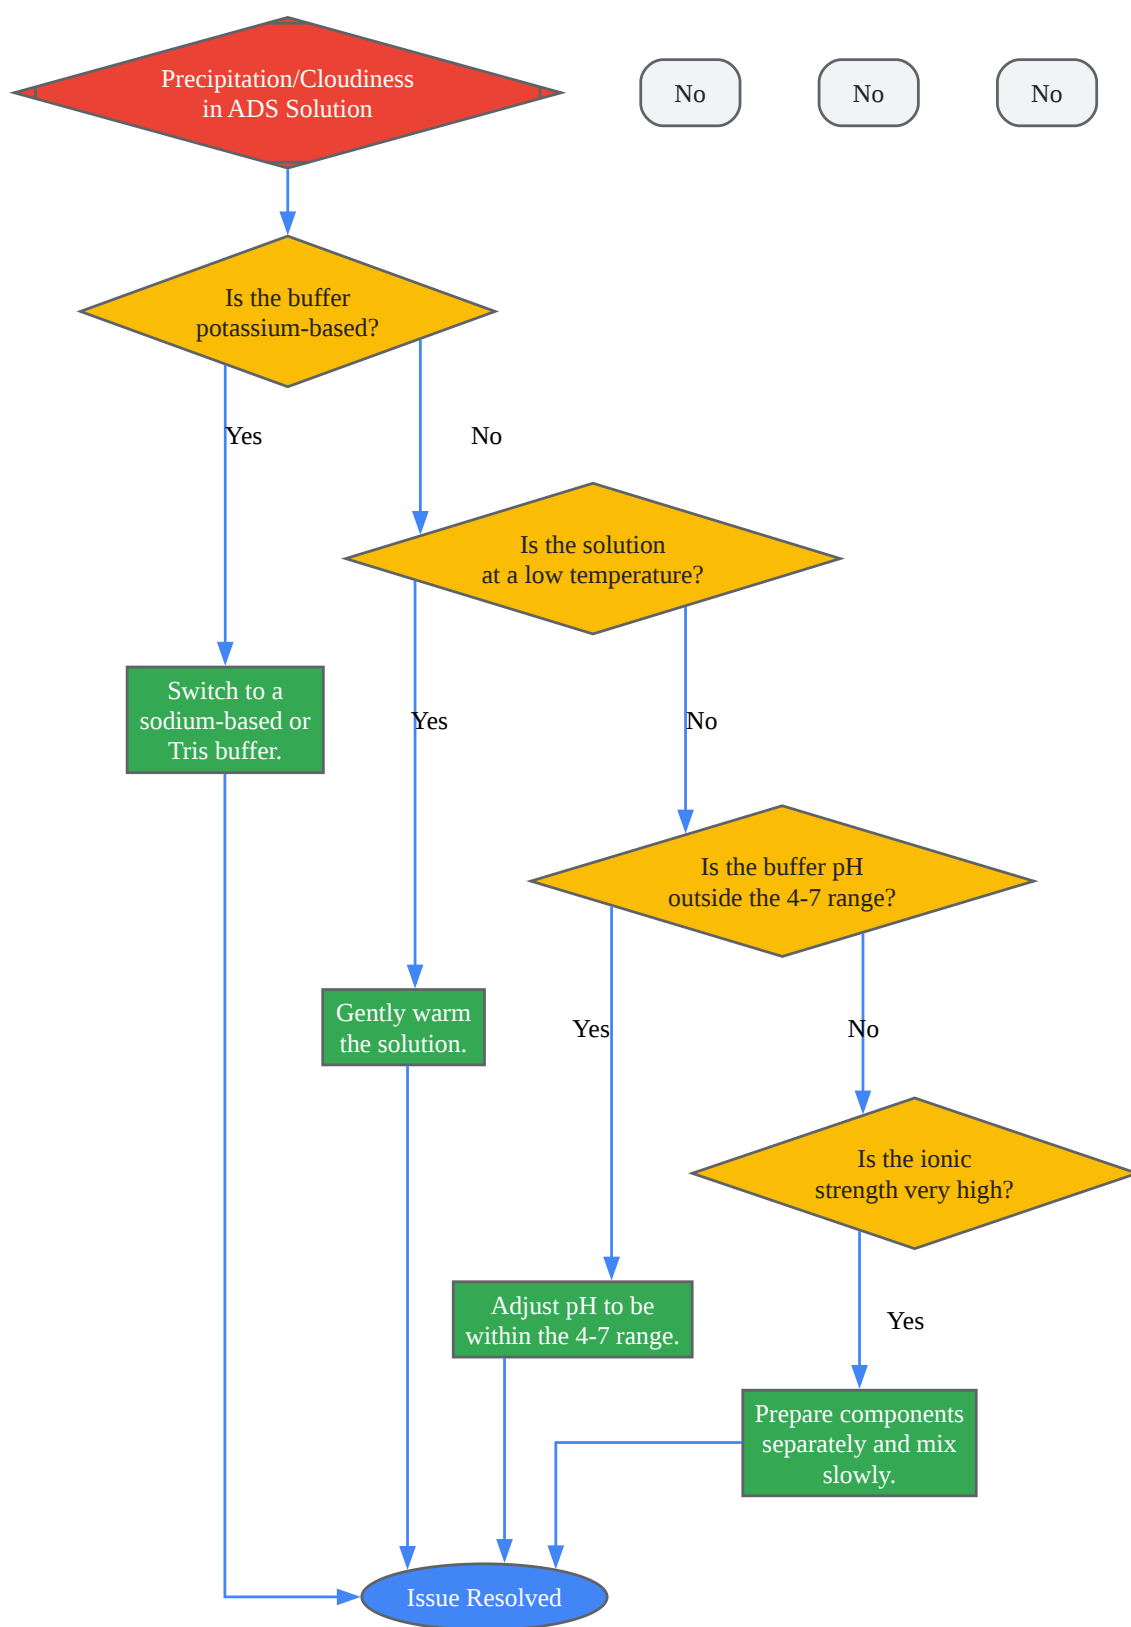 Precipitation/Cloudiness
in ADS Solution
No
No
No
Is the buffer
potassium-based?
Yes
No
Is the solution
at a low temperature?
Switch to a
sodium-based or
Tris buffer.
Yes
No
Is the buffer pH
outside the 4-7 range?
Gently warm
the solution.
Yes
No
Is the ionic
strength very high?
Adjust pH to be
within the 4-7 range.
Yes
Prepare components
separately and mix
slowly.
Issue Resolved